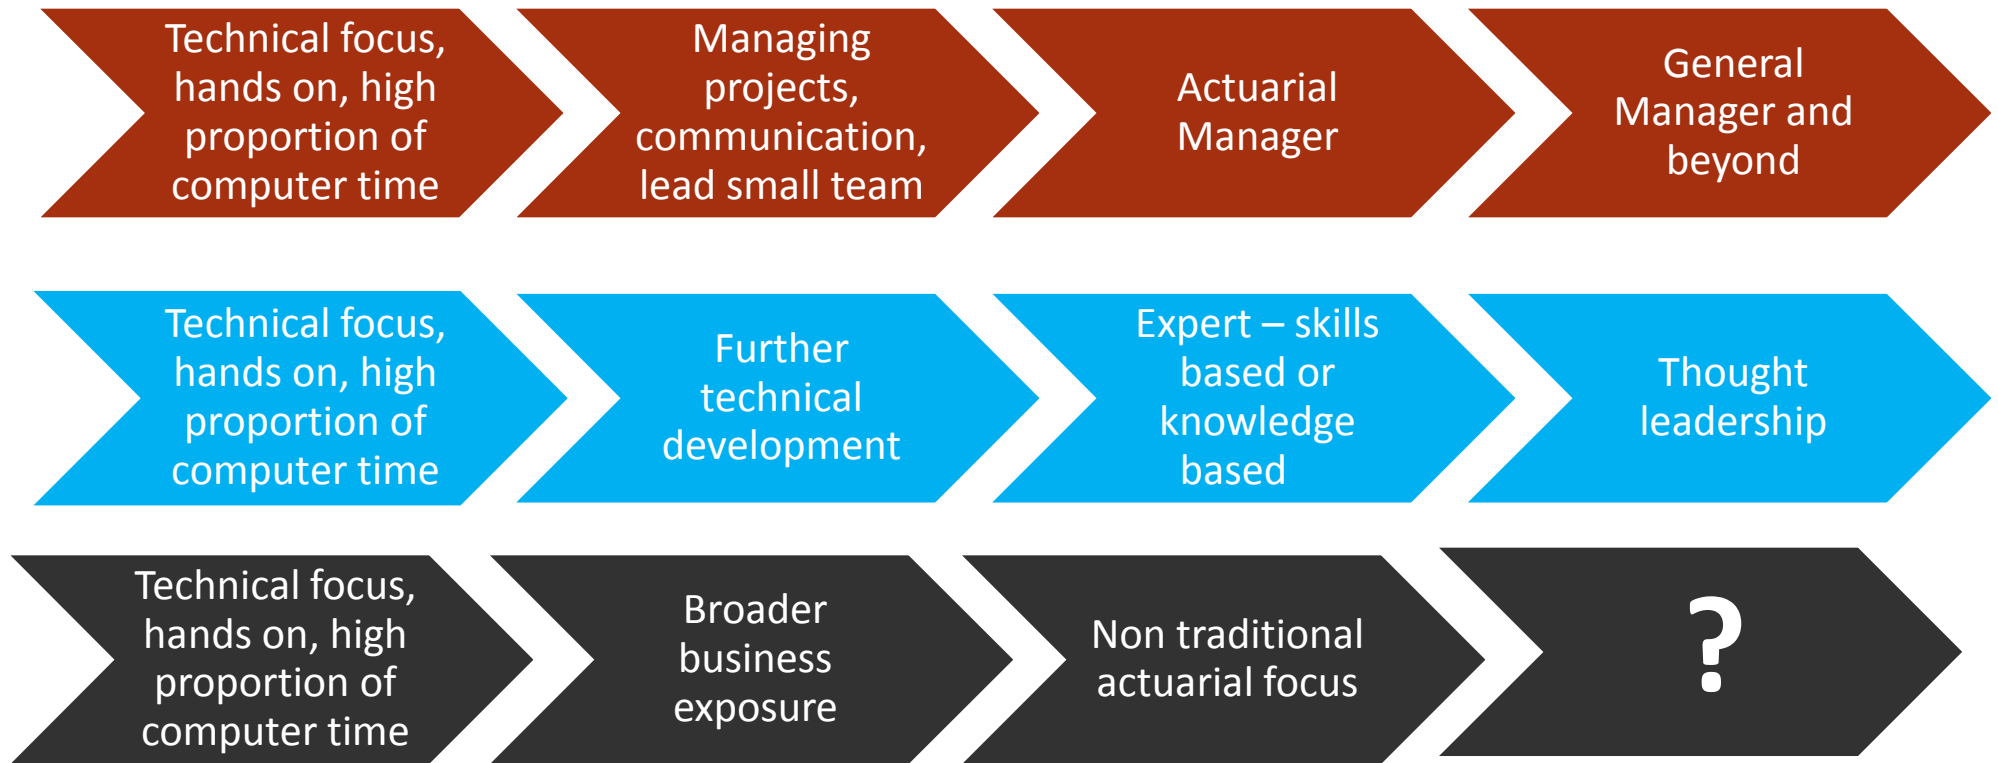 Technical focus,
hands on, high
proportion of
computer time
Managing
projects,
communication,
lead small team
Actuarial
Manager
General
Manager and
beyond
Technical focus,
hands on, high
proportion of
computer time
Further
technical
development
Expert – skills
based or
knowledge
based
Thought
leadership
Technical focus,
hands on, high
proportion of
computer time
Broader
business
exposure
Non traditional
actuarial focus
?